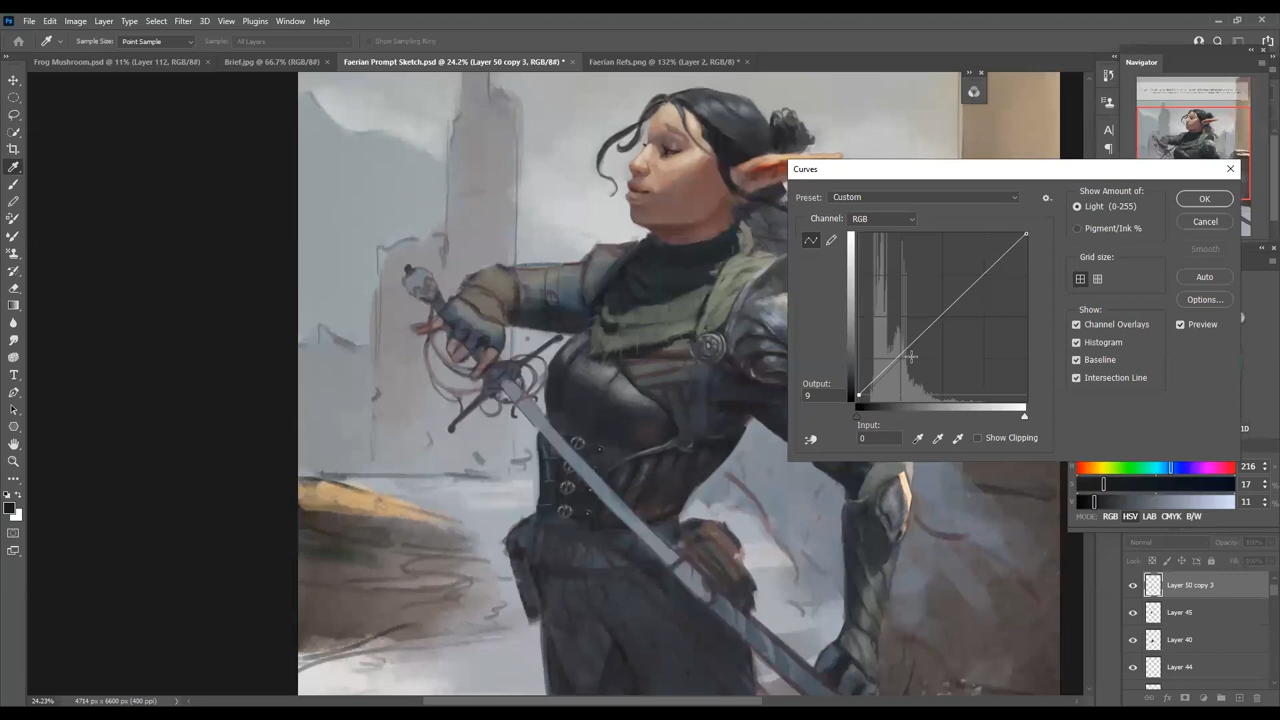 Ps File Edit Image Layer Type Select Filter 3D View Plugins Window Help
Sample Size: Point Sample Sample: All Layers Show Sampling Ring
Frog Mushroom.psd @ 11% (Layer 112, RGB/8#) × Brief.jpg @ 66.7% (RGB/8#) × Faerian Prompt Sketch.psd @ 24.2% (Layer 50 copy 3, RGB/8#) * × Faerian Refs.png @ 132% (Layer 2, RGB/8) * ×
Navigator
Curves
Preset: Custom
Channel: RGB
Output:
9
Input:
0
Show Clipping
Show Amount of:
Light (0-255)
Pigment/Ink %
Grid size:
Show:
Channel Overlays
Histogram
Baseline
Intersection Line
OK
Cancel
Smooth
Auto
Options...
Preview
H 216
S 17
V 11 %
MODE: RGB HSV LAB CMYK B/W
Normal Opacity: 100%
Lock: Fill: 100%
Layer 50 copy 3
Layer 45
Layer 40
Layer 44
24.23% 4714 px x 6600 px (400 ppi)